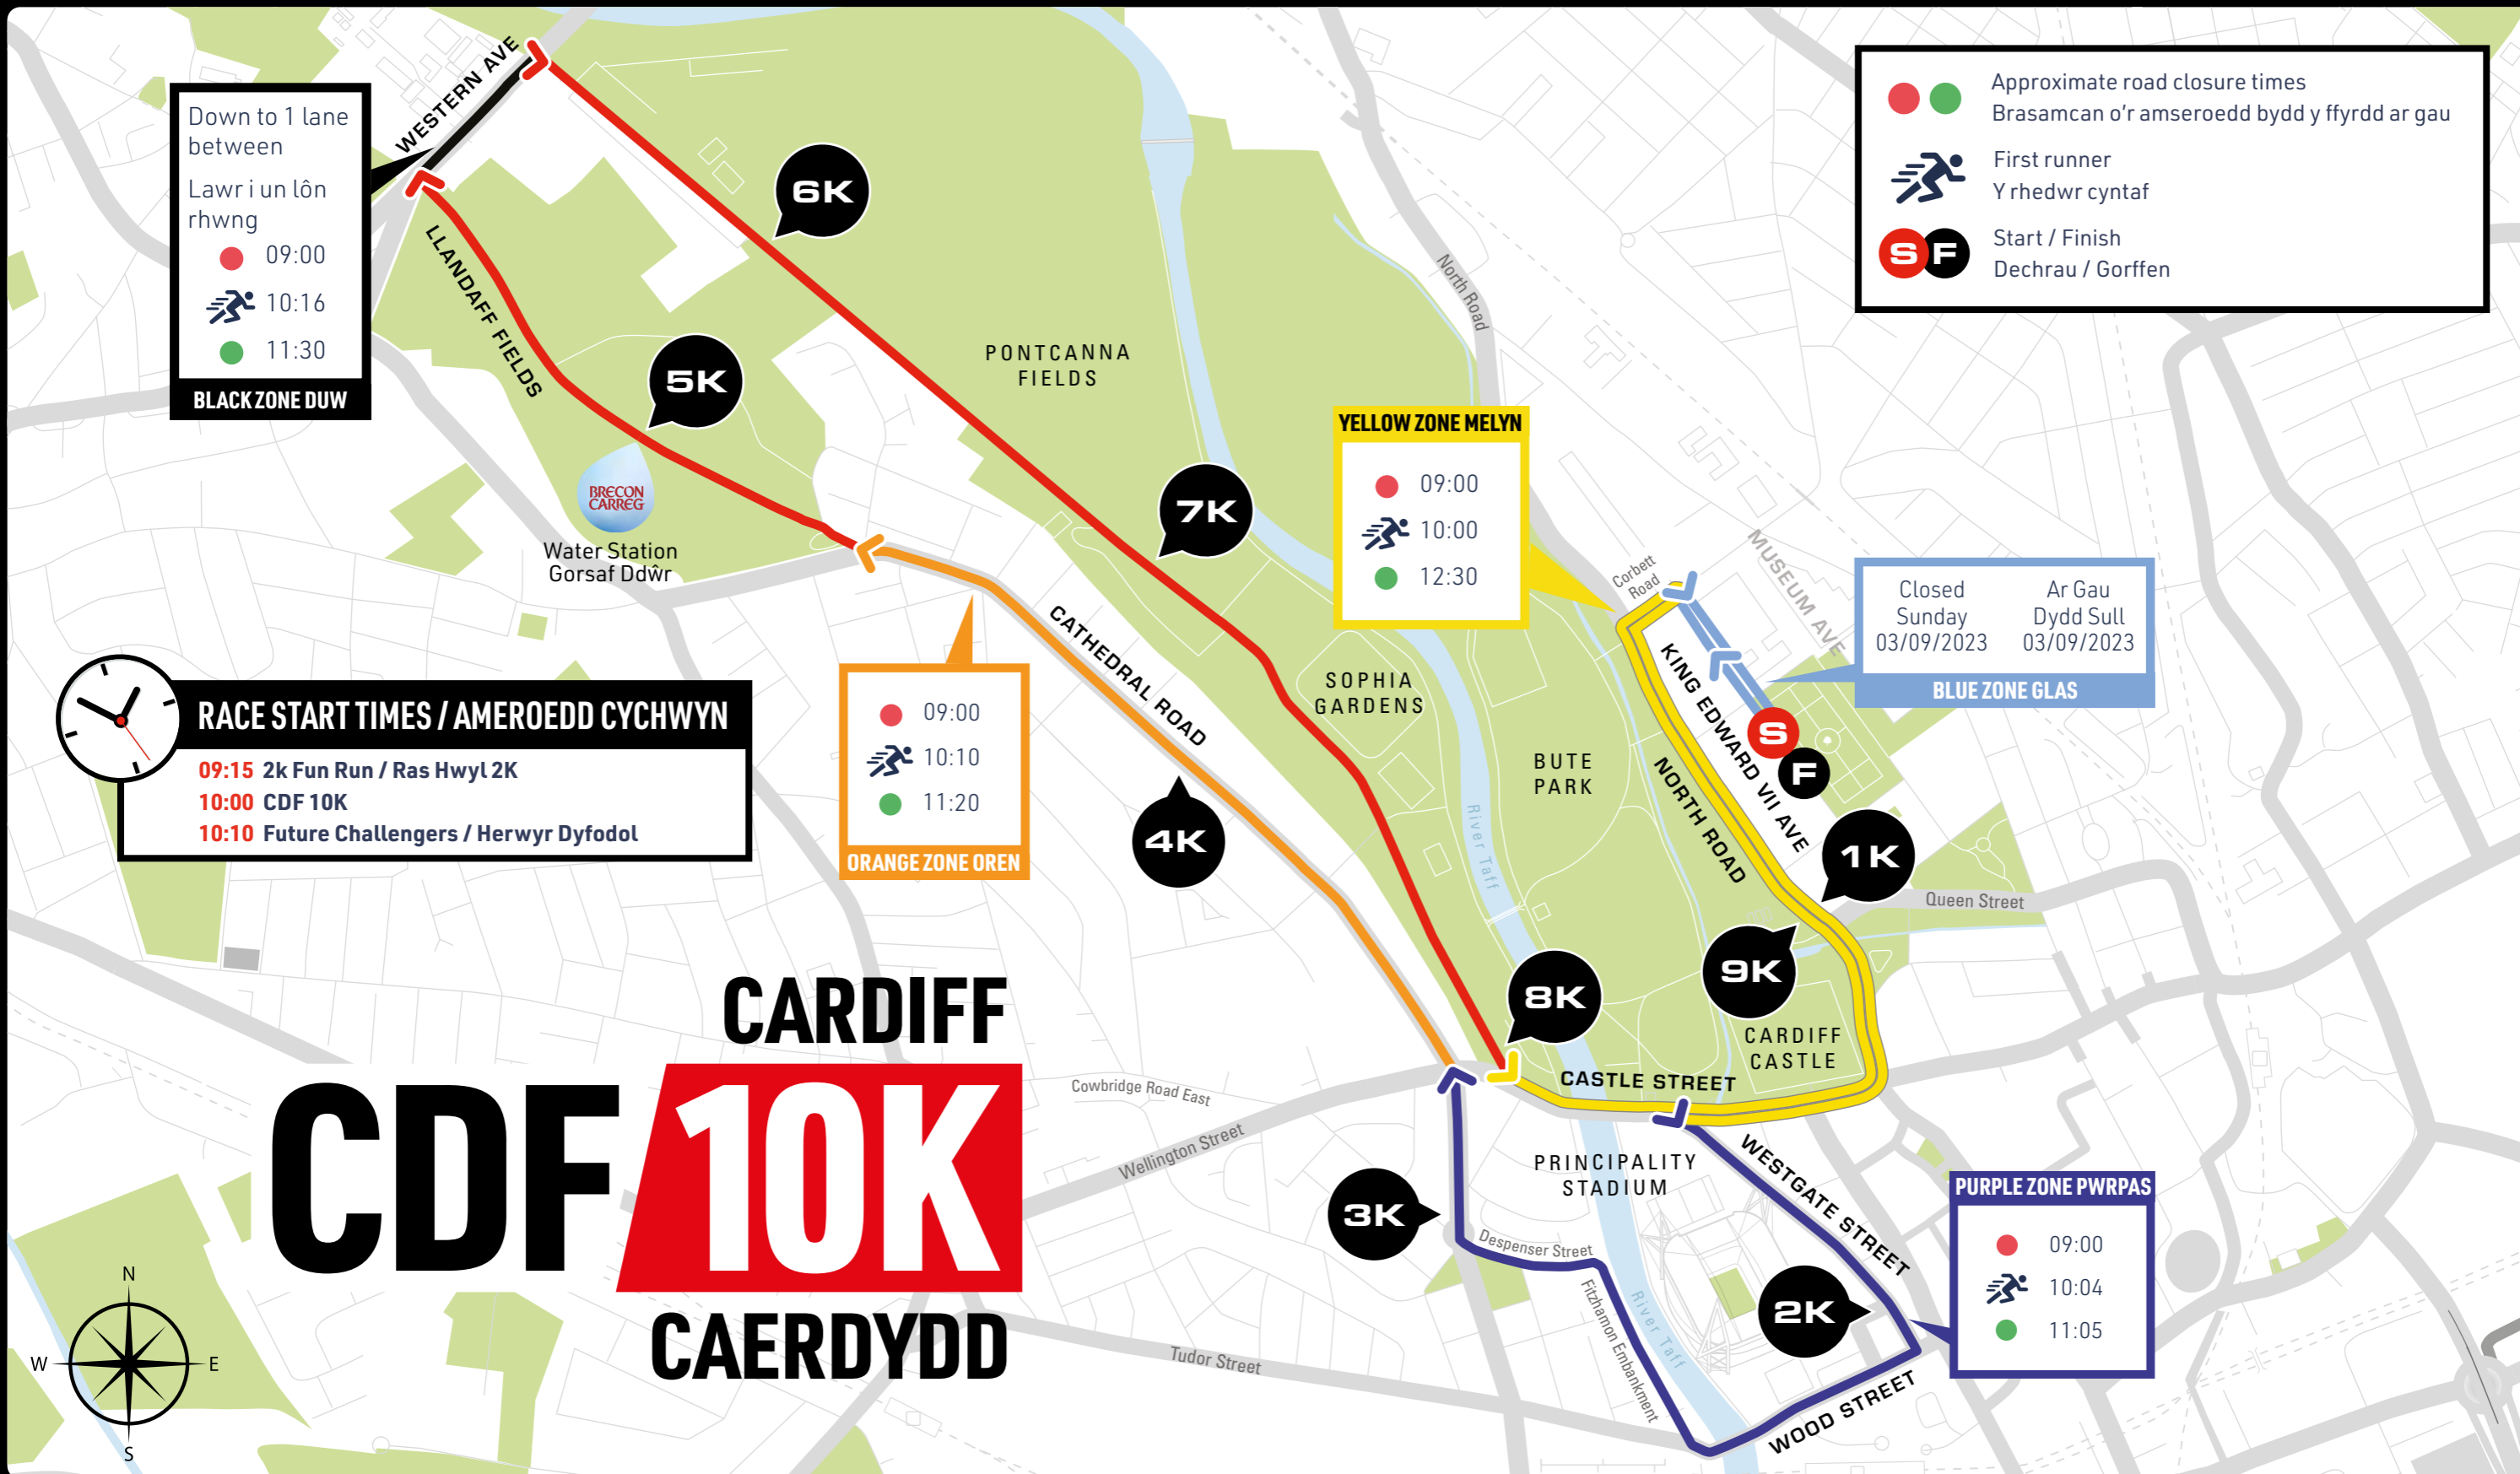 WESTERN AVE
Down to 1 lane
between
Lawr i un lôn
rhwng
09:00
10:16
11:30
BLACK ZONE DUW
Approximate road closure times
Brasamcan o'r amseroedd bydd y ffyrdd ar gau
First runner
Y rhedwr cyntaf
S F
Start / Finish
Dechrau / Gorffen
6K
LLANDAFF FIELDS
5K
PONTCANNA
FIELDS
North Road
BRECON
CARREG
Water Station
Gorsaf Ddŵr
7K
YELLOW ZONE MELYN
09:00
10:00
12:30
Corbett
Road
MUSEUM AVE
Closed
Sunday
03/09/2023
Ar Gau
Dydd Sull
03/09/2023
BLUE ZONE GLAS
KING EDWARD VII AVE
S
F
CATHEDRAL ROAD
SOPHIA
GARDENS
BUTE
PARK
NORTH ROAD
RACE START TIMES / AMEROEDD CYCHWYN
09:15 2k Fun Run / Ras Hwyl 2K
10:00 CDF 10K
10:10 Future Challengers / Herwyr Dyfodol
09:00
10:10
11:20
ORANGE ZONE OREN
4K
River Taff
1K
Queen Street
9K
8K
CARDIFF
CASTLE
CASTLE STREET
CARDIFF
CDF 10K
CAERDYDD
Cowbridge Road East
Wellington Street
PRINCIPALITY
STADIUM
WESTGATE STREET
3K
Despenser Street
Fitzhamon Embankment
River Taff
2K
PURPLE ZONE PWRPAS
09:00
10:04
11:05
Tudor Street
WOOD STREET
N
W
E
S